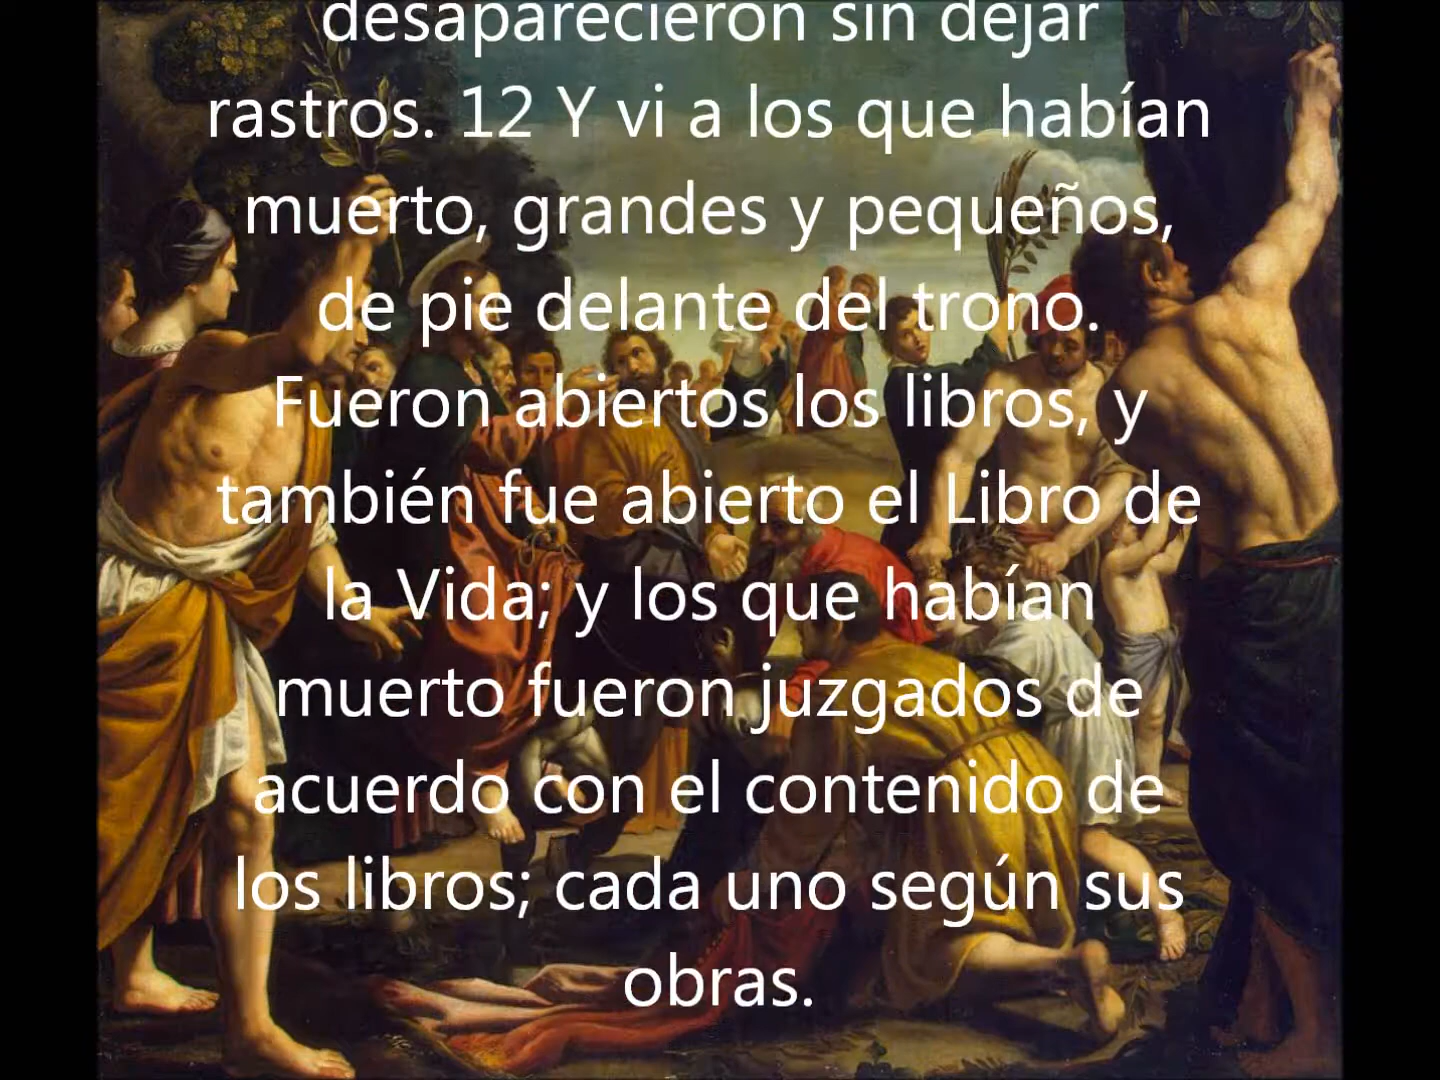 desaparecieron sin dejar
rastros. 12 Y vi a los que habían
muerto, grandes y pequeños,
de pie delante del trono.
Fueron abiertos los libros, y
también fue abierto el Libro de
la Vida; y los que habían
muerto fueron juzgados de
acuerdo con el contenido de
los libros; cada uno según sus
obras.